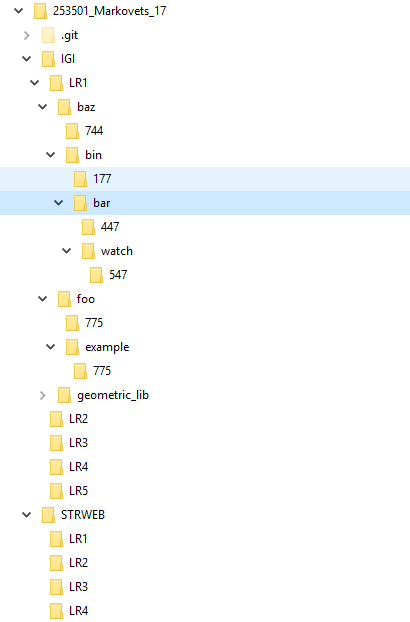 253501_Markovets_17
.git
IGI
LR1
baz
744
bin
177
bar
447
watch
547
foo
775
example
775
geometric_lib
LR2
LR3
LR4
LR5
STRWEB
LR1
LR2
LR3
LR4